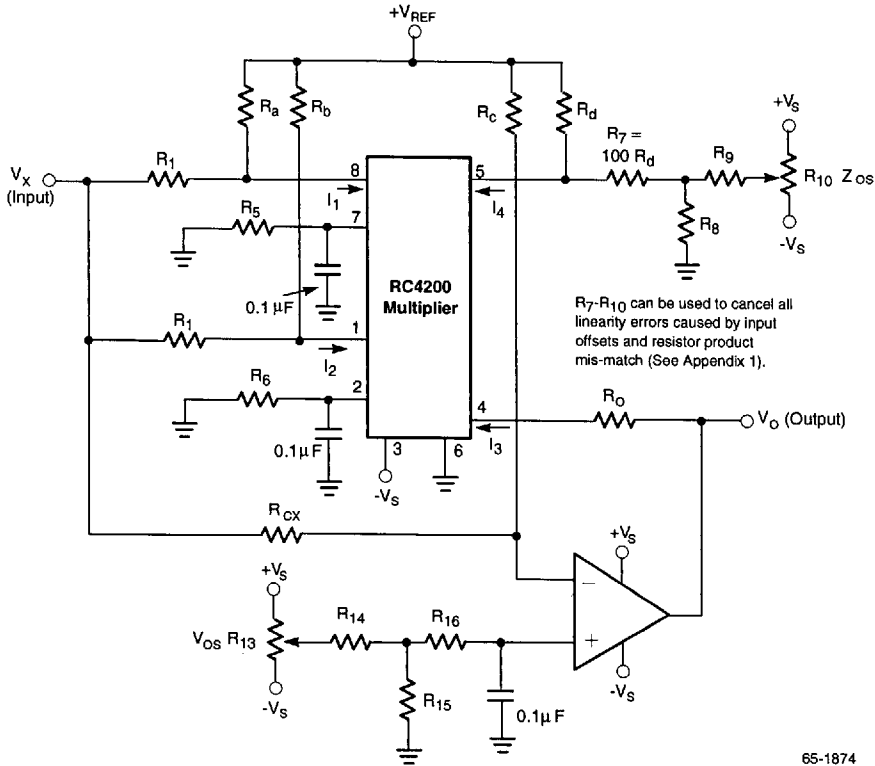 +VREF
Ra
Rb
Rc
Rd
R7 =
100 Rd
R9
+VS
R10 ZOS
-VS
R8
VX
(Input)
R1
8
I1
5
I4
R5
7
0.1 μF
RC4200
Multiplier
R7-R10 can be used to cancel all
linearity errors caused by input
offsets and resistor product
mis-match (See Appendix 1).
R1
1
I2
R6
2
0.1μF
3
-VS
6
4
I3
RO
VO (Output)
RCX
+VS
VOS R13
-VS
R14
R16
R15
0.1μF
+VS
−
+
-VS
65-1874